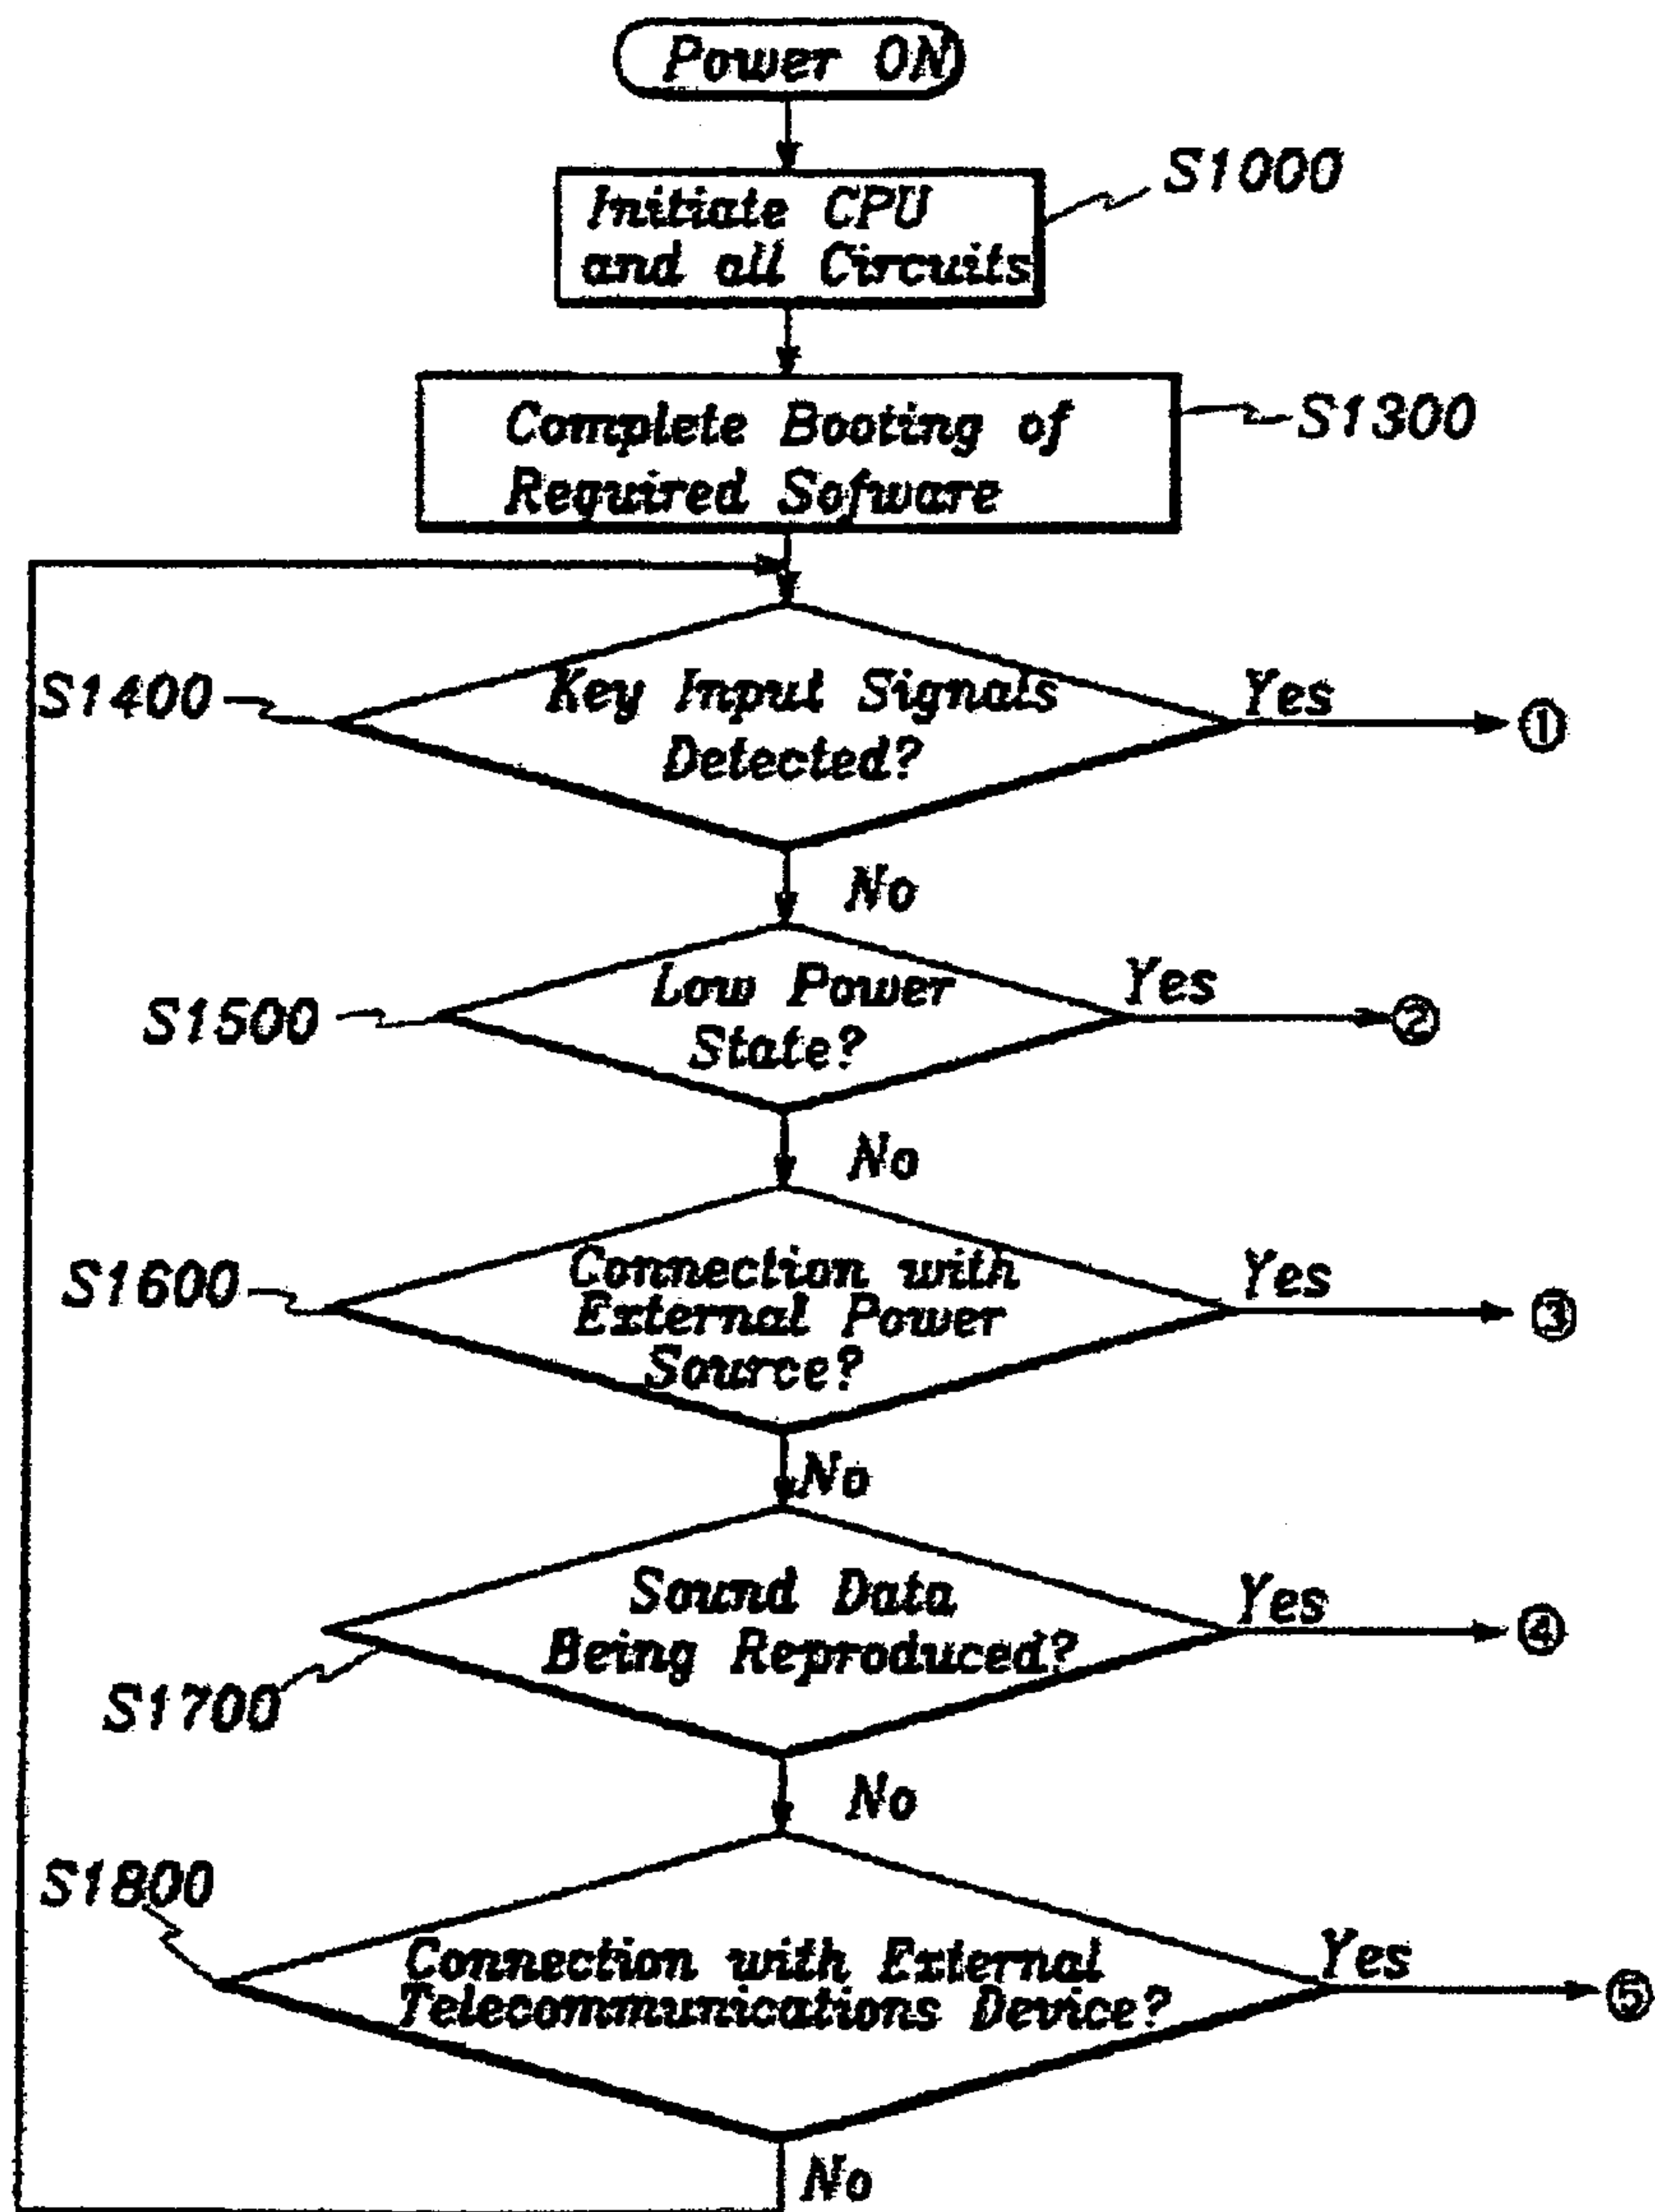 Power ON
S1000
Initiate CPU
and all Circuits
S1300
Complete Booting of
Required Sofware
S1400
Key Input Signals
Detected?
Yes
①
No
S1500
Low Power
State?
Yes
②
No
S1600
Connection with
External Power
Source?
Yes
③
No
S1700
Sound Data
Being Reproduced?
Yes
④
No
S1800
Connection with External
Telecommunications Device?
Yes
⑤
No